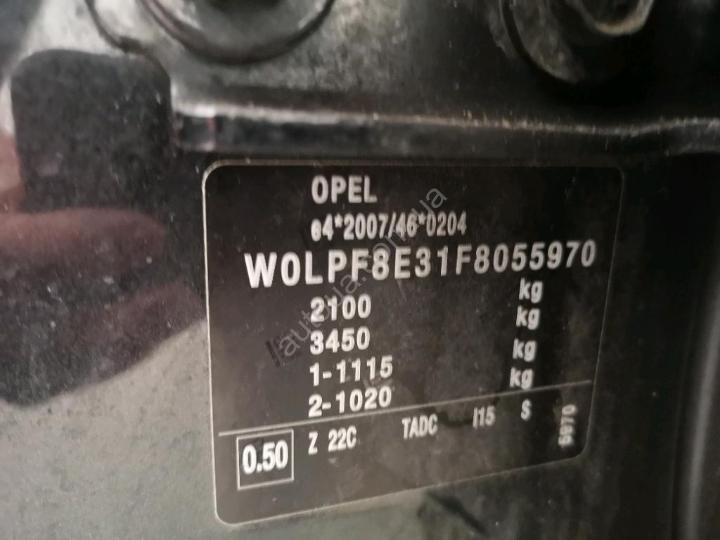 OPEL
e4*2007/46*0204
W0LPF8E31F8055970
2100 kg
3450 kg
1-1115 kg
2-1020 kg
0.50 Z 22C TADC I15 S